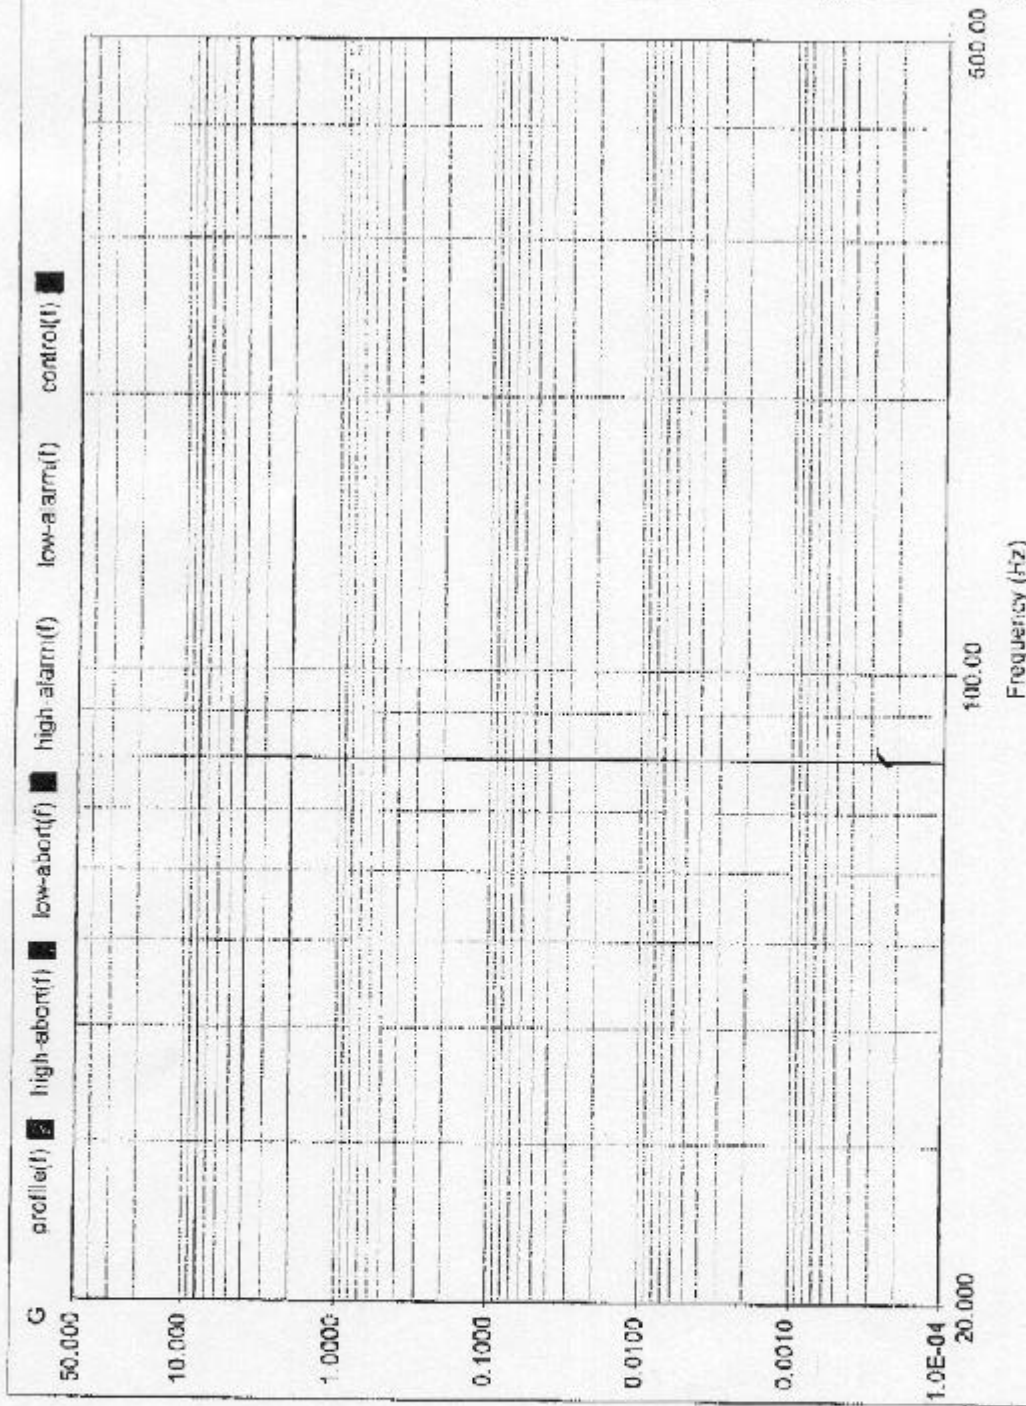 G profile(f) high-abort(f) low-abort(f) high-alarm(f) low-alarm(f) control(f)
50.000
10.000
1.0000
0.1000
0.0100
0.0010
1.0E-04
20.000 100.00 500.00
Frequency (Hz)